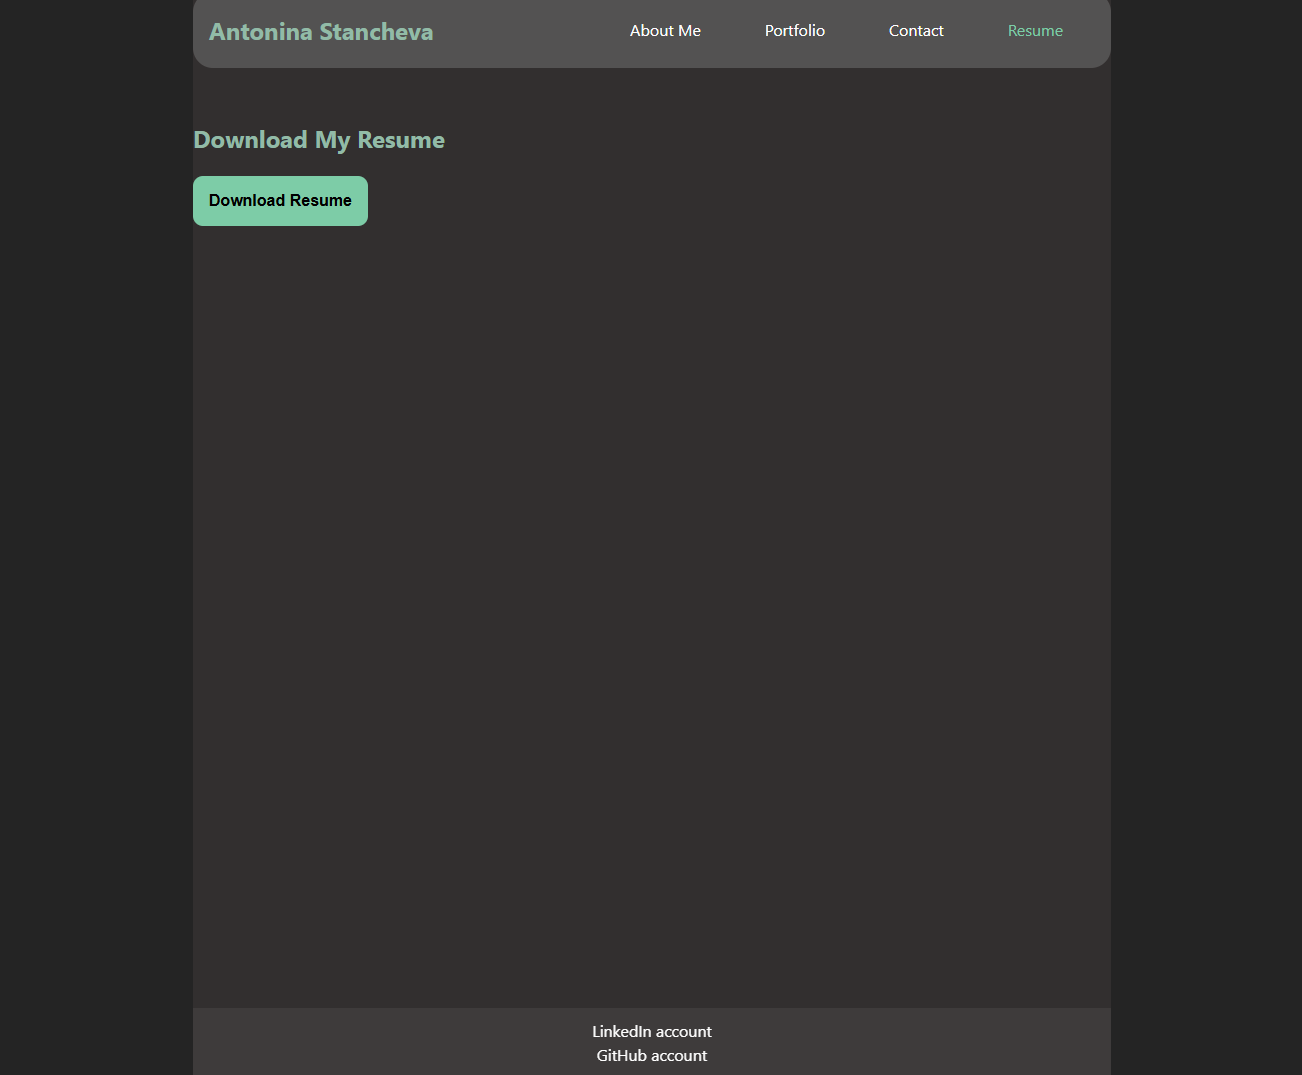 Antonina Stancheva
About Me Portfolio Contact Resume
Download My Resume
Download Resume
LinkedIn account
GitHub account